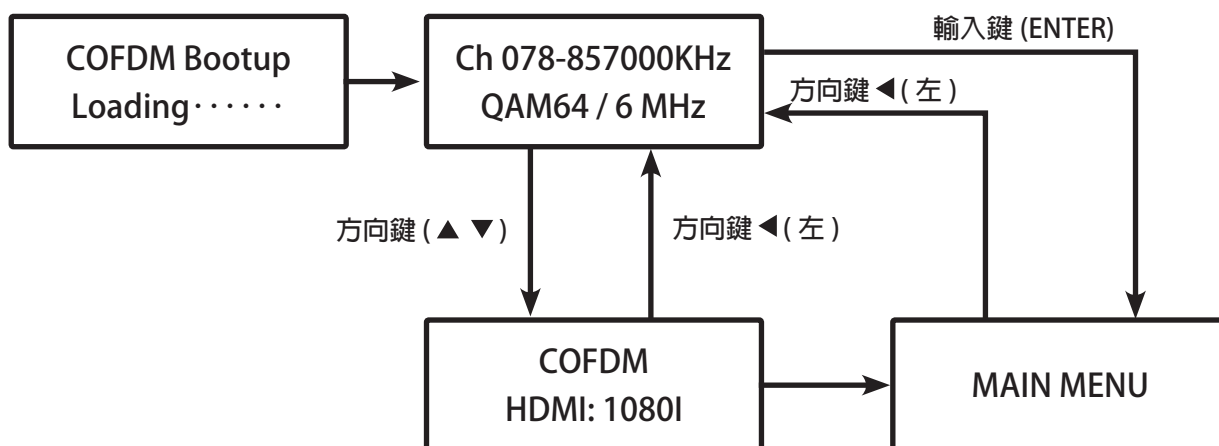 COFDM Bootup
Loading······
Ch 078-857000KHz
QAM64 / 6 MHz
輸入鍵 (ENTER)
方向鍵 ◀ ( 左 )
方向鍵 ( ▲ ▼ )
方向鍵 ◀ ( 左 )
COFDM
HDMI: 1080I
MAIN MENU